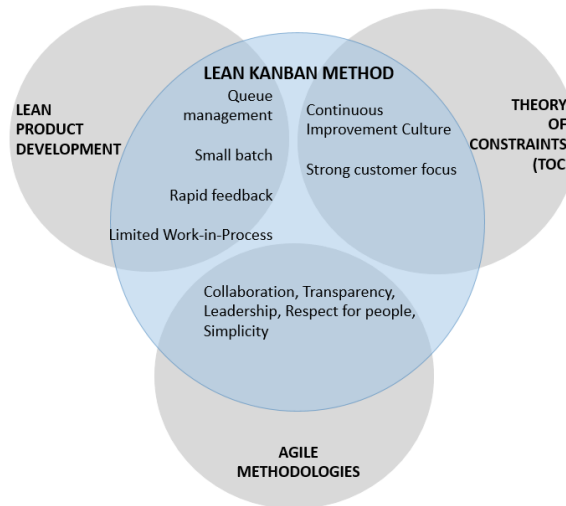 LEAN KANBAN METHOD
LEAN
PRODUCT
DEVELOPMENT
Queue
management
Small batch
Rapid feedback
Limited Work-in-Process
Continuous
Improvement Culture
Strong customer focus
THEORY
OF
CONSTRAINTS
(TOC
Collaboration, Transparency,
Leadership, Respect for people,
Simplicity
AGILE
METHODOLOGIES